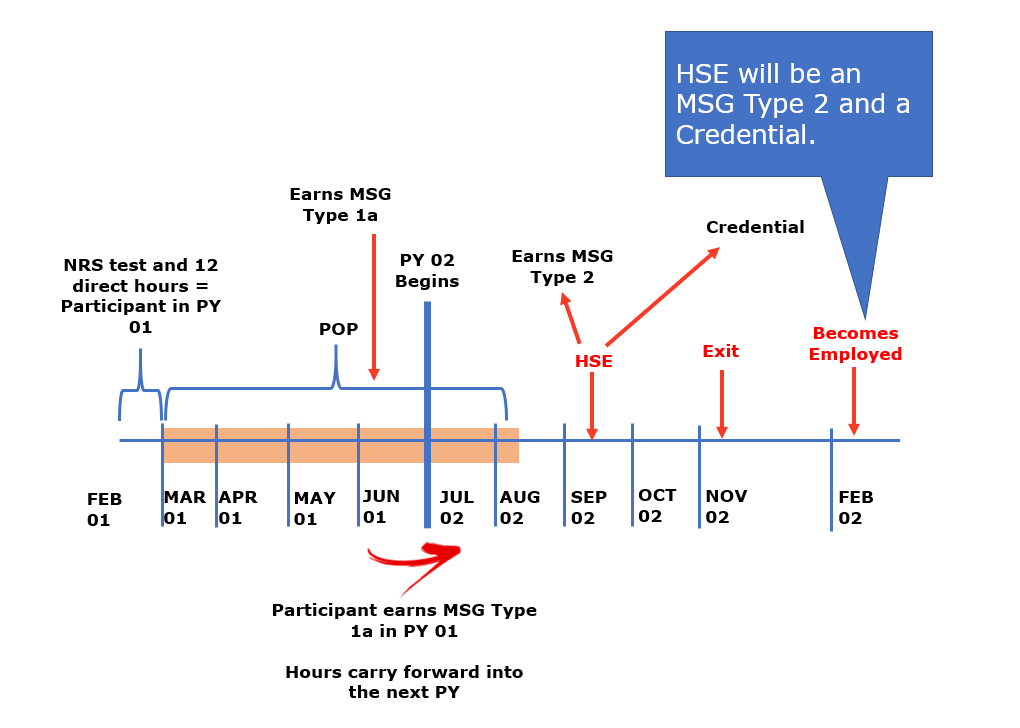 HSE will be an
MSG Type 2 and a
Credential.
Earns MSG
Type 1a
Credential
NRS test and 12
direct hours =
Participant in PY
01
PY 02
Begins
Earns MSG
Type 2
POP
HSE
Exit
Becomes
Employed
FEB
01
MAR
01
APR
01
MAY
01
JUN
01
JUL
02
AUG
02
SEP
02
OCT
02
NOV
02
FEB
02
Participant earns MSG Type
1a in PY 01
Hours carry forward into
the next PY